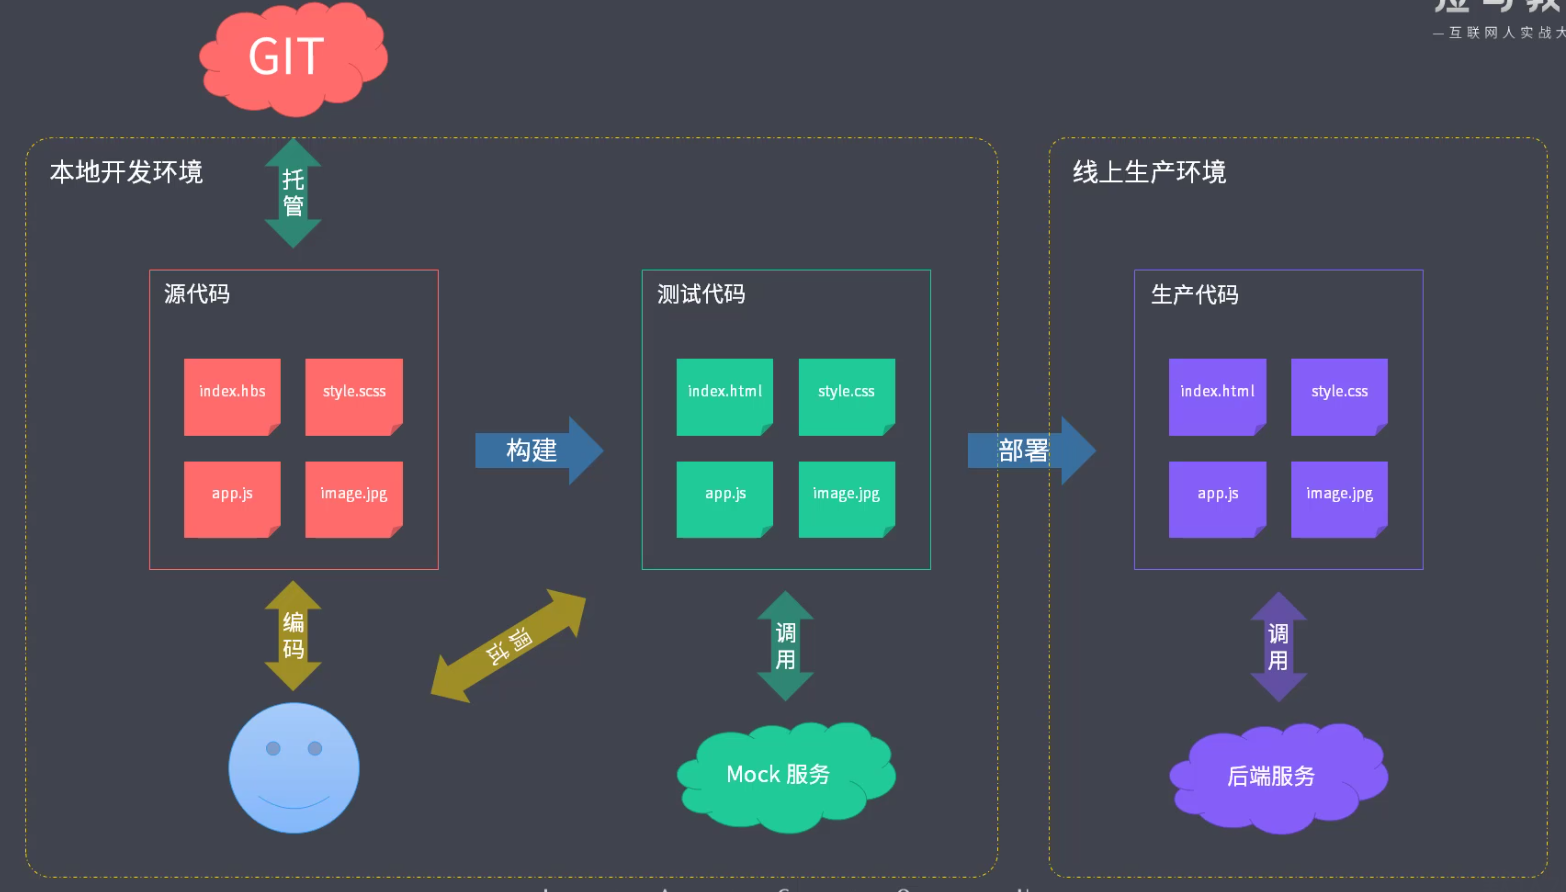 GIT
— 互联网人实战大
本地开发环境
托
管
线上生产环境
源代码
index.hbs
style.scss
app.js
image.jpg
构建
测试代码
index.html
style.css
app.js
image.jpg
部署
生产代码
index.html
style.css
app.js
image.jpg
编
码
调
试
调
用
调
用
Mock 服务
后端服务